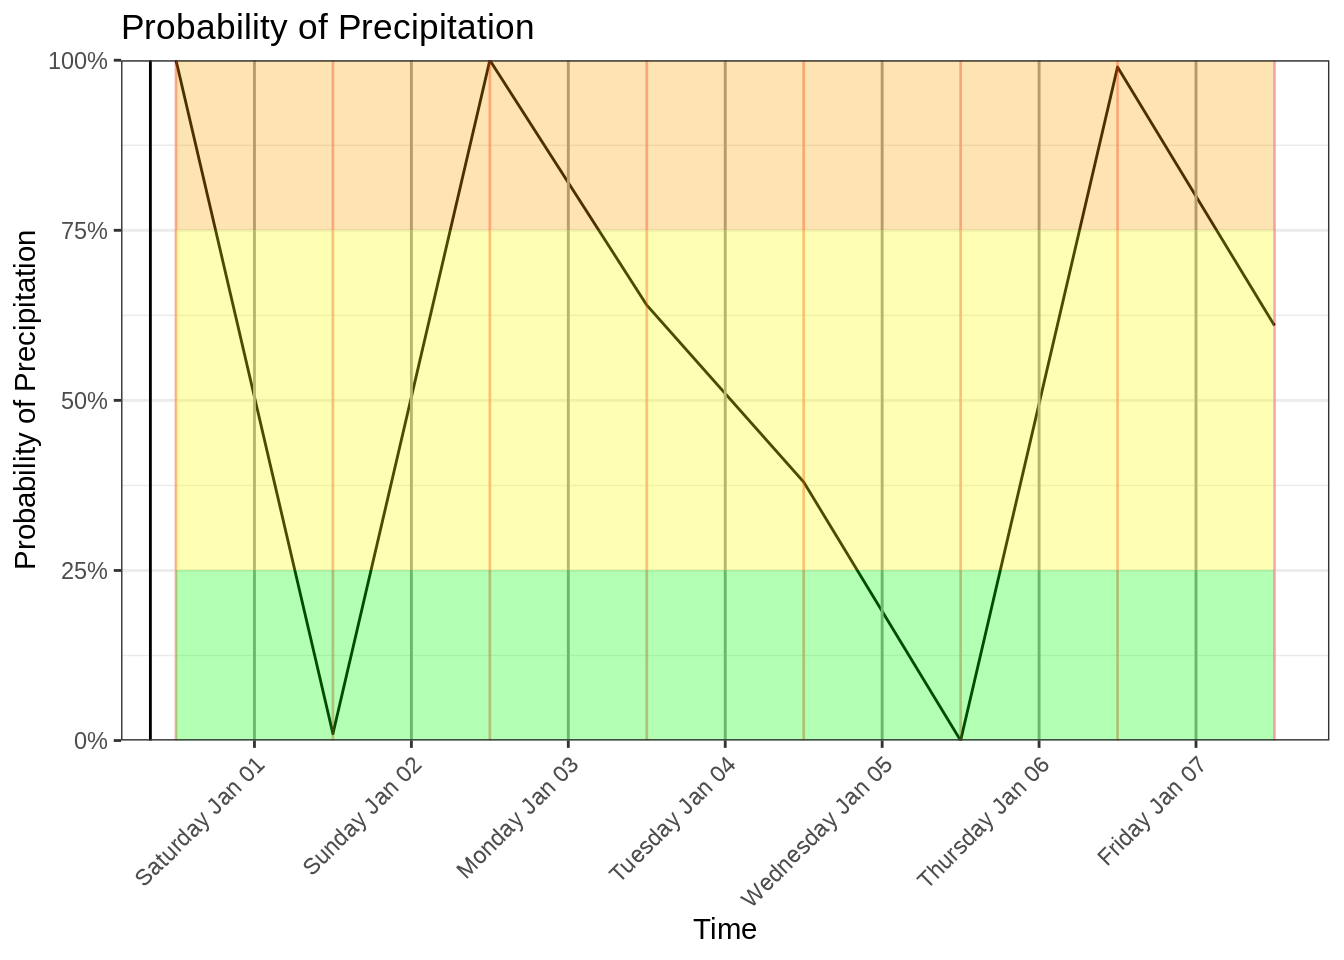 Probability of Precipitation
100%
75%
50%
25%
0%
Probability of Precipitation
Saturday Jan 01
Sunday Jan 02
Monday Jan 03
Tuesday Jan 04
Wednesday Jan 05
Thursday Jan 06
Friday Jan 07
Time